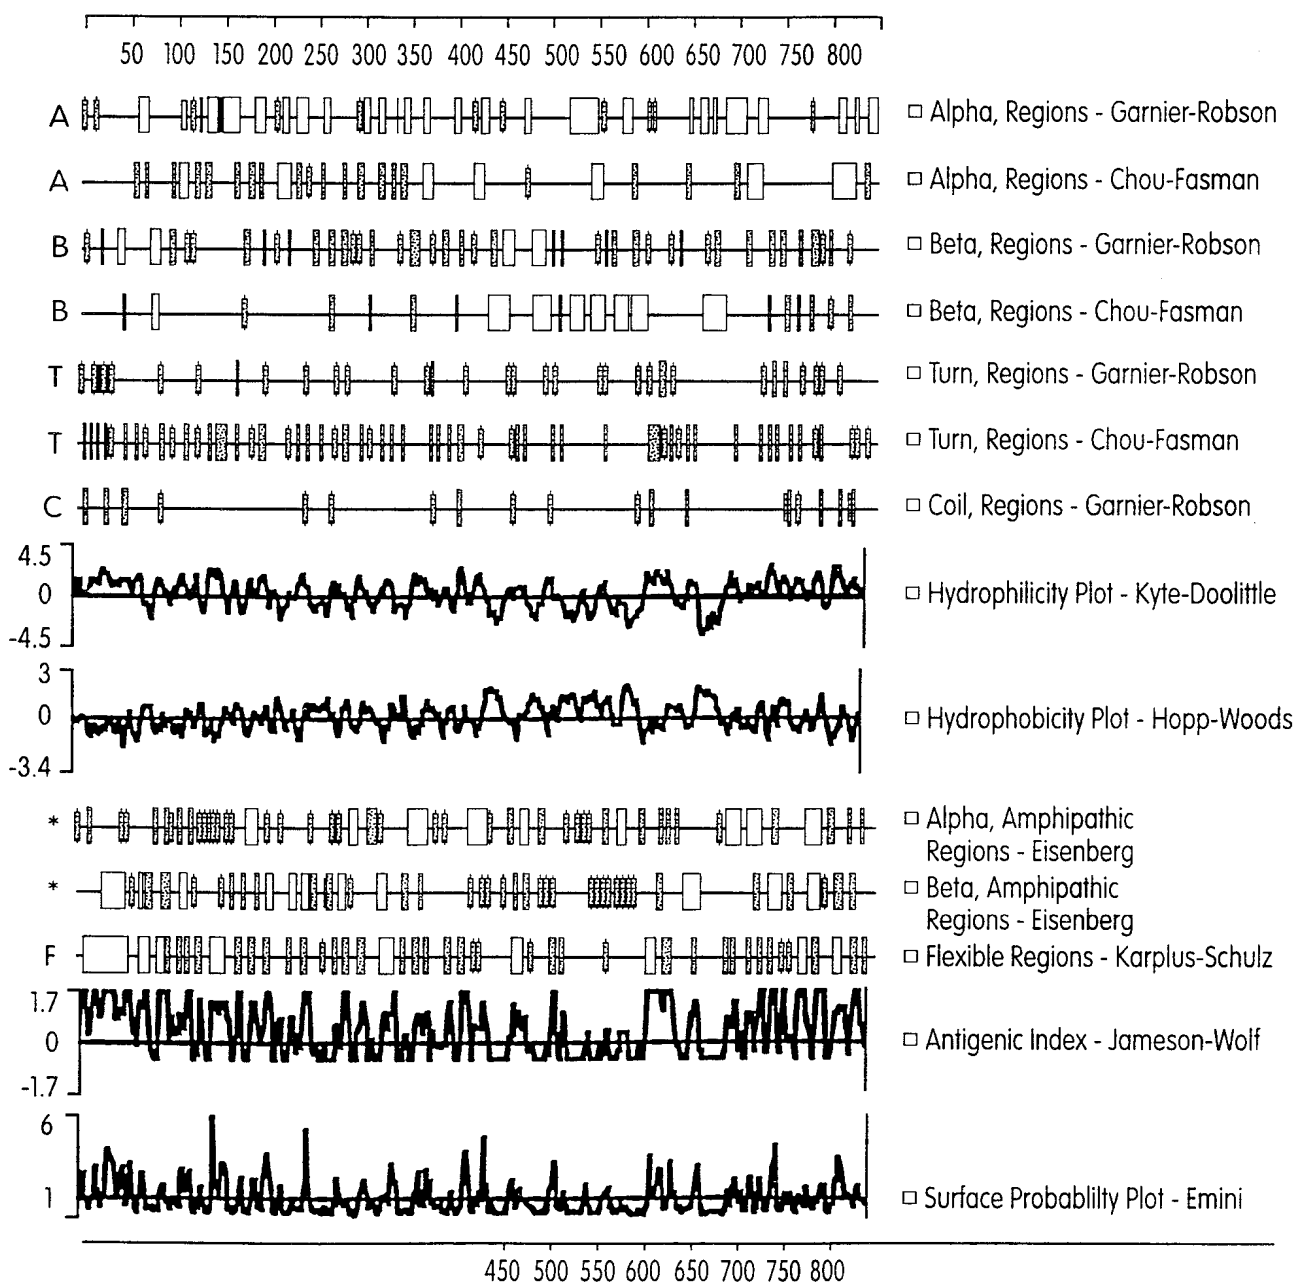 50 100 150 200 250 300 350 400 450 500 550 600 650 700 750 800
A □ Alpha, Regions - Garnier-Robson
A □ Alpha, Regions - Chou-Fasman
B □ Beta, Regions - Garnier-Robson
B □ Beta, Regions - Chou-Fasman
T □ Turn, Regions - Garnier-Robson
T □ Turn, Regions - Chou-Fasman
C □ Coil, Regions - Garnier-Robson
4.5
0 □ Hydrophilicity Plot - Kyte-Doolittle
-4.5
3
0 □ Hydrophobicity Plot - Hopp-Woods
-3.4
* □ Alpha, Amphipathic
Regions - Eisenberg
* □ Beta, Amphipathic
Regions - Eisenberg
F □ Flexible Regions - Karplus-Schulz
1.7
0 □ Antigenic Index - Jameson-Wolf
-1.7
6
1 □ Surface Probablilty Plot - Emini
450 500 550 600 650 700 750 800